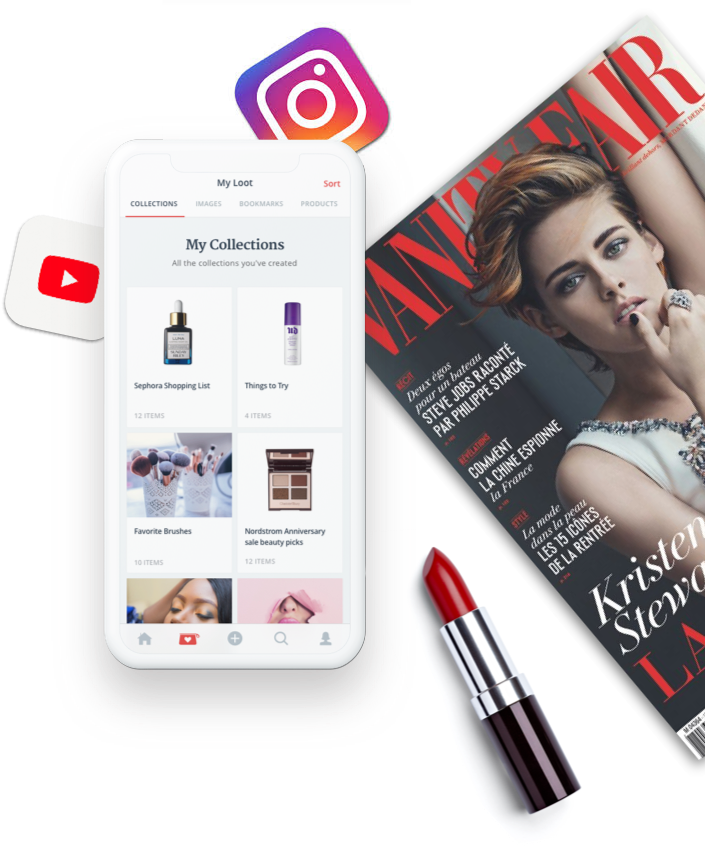 My Loot
Sort
COLLECTIONS
IMAGES
BOOKMARKS
PRODUCTS
My Collections
All the collections you've created
Sephora Shopping List
12 ITEMS
Things to Try
4 ITEMS
Favorite Brushes
10 ITEMS
Nordstrom Anniversary
sale beauty picks
12 ITEMS
UD
VANITY FAIR
RÉCIT
Deux égos
pour un bateau
STEVE JOBS RACONTÉ
PAR PHILIPPE STARCK
RÉVÉLATIONS
COMMENT
LA CHINE ESPIONNE
la France
STYLE
La mode
dans la peau
LES 15 ICÔNES
DE LA RENTRÉE
Kristen
Stewa
LA